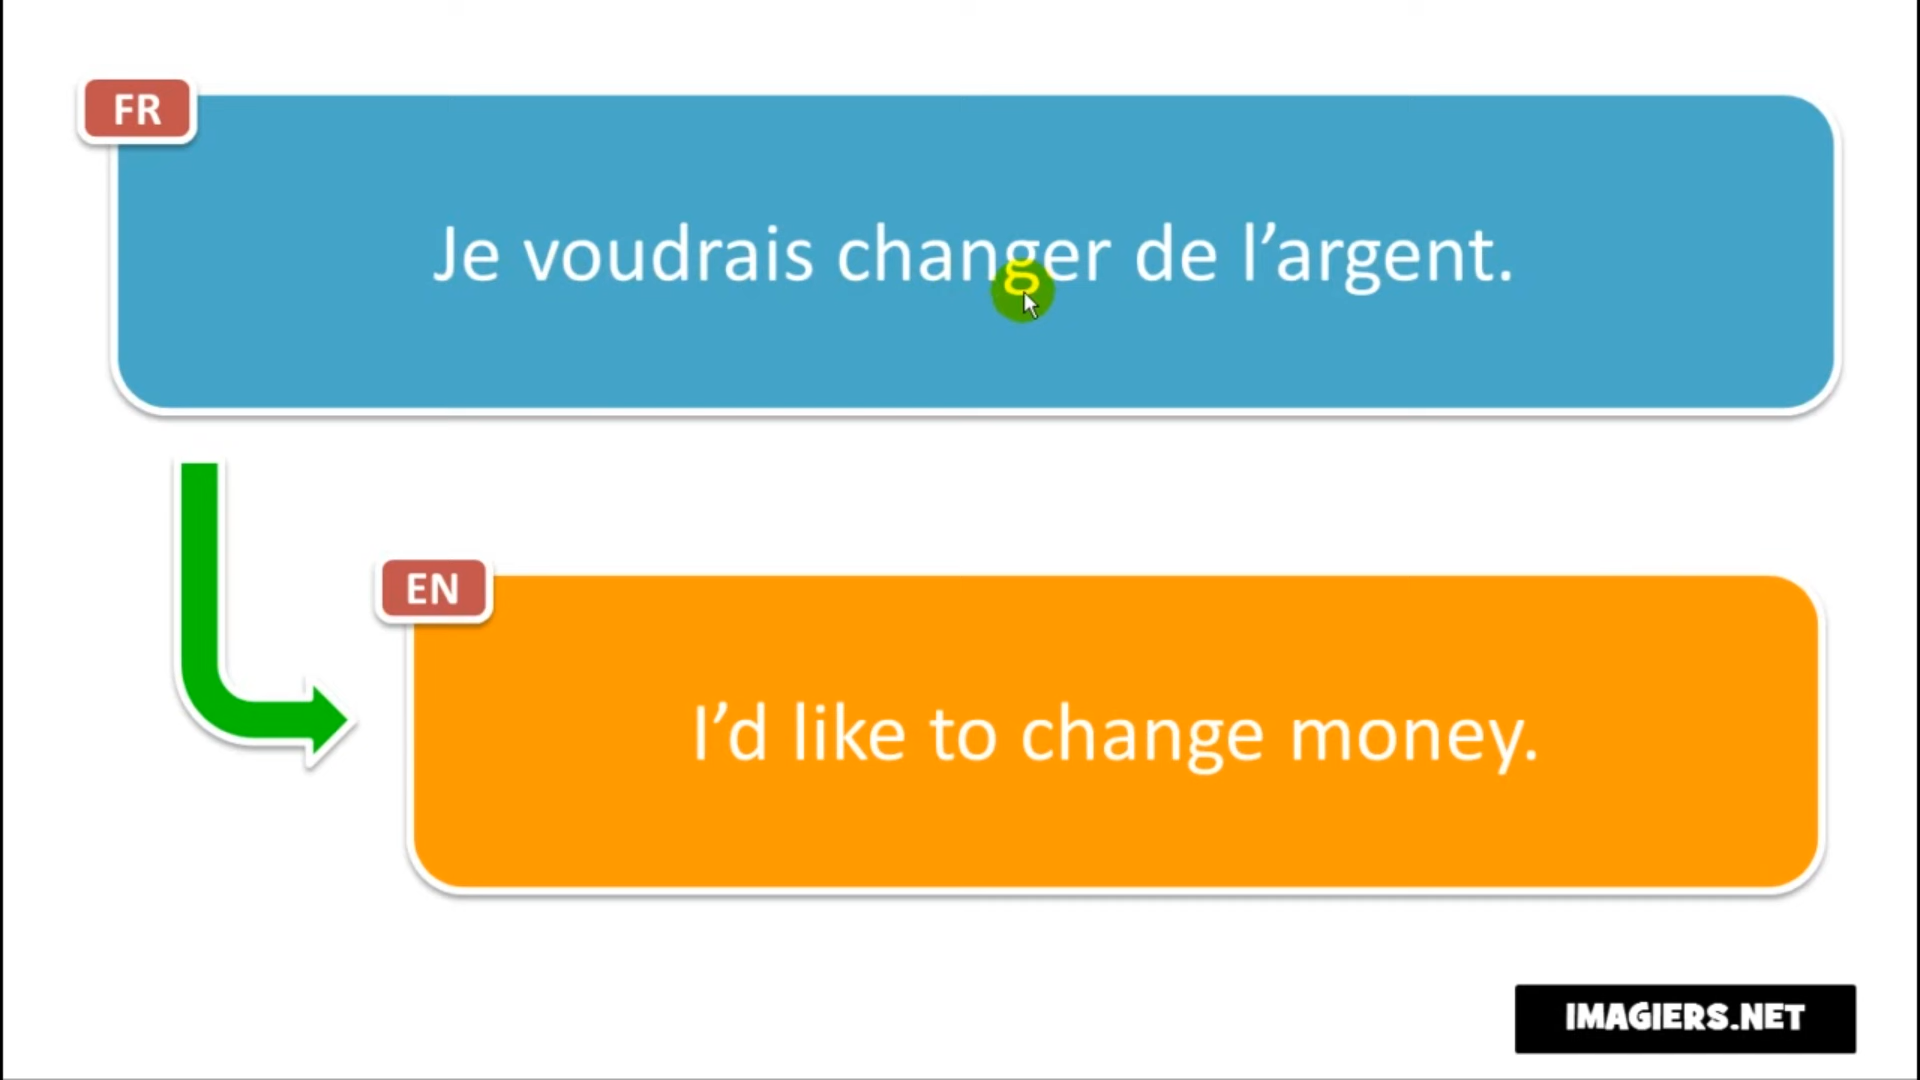 FR
Je voudrais changer de l’argent.
EN
I’d like to change money.
IMAGIERS.NET